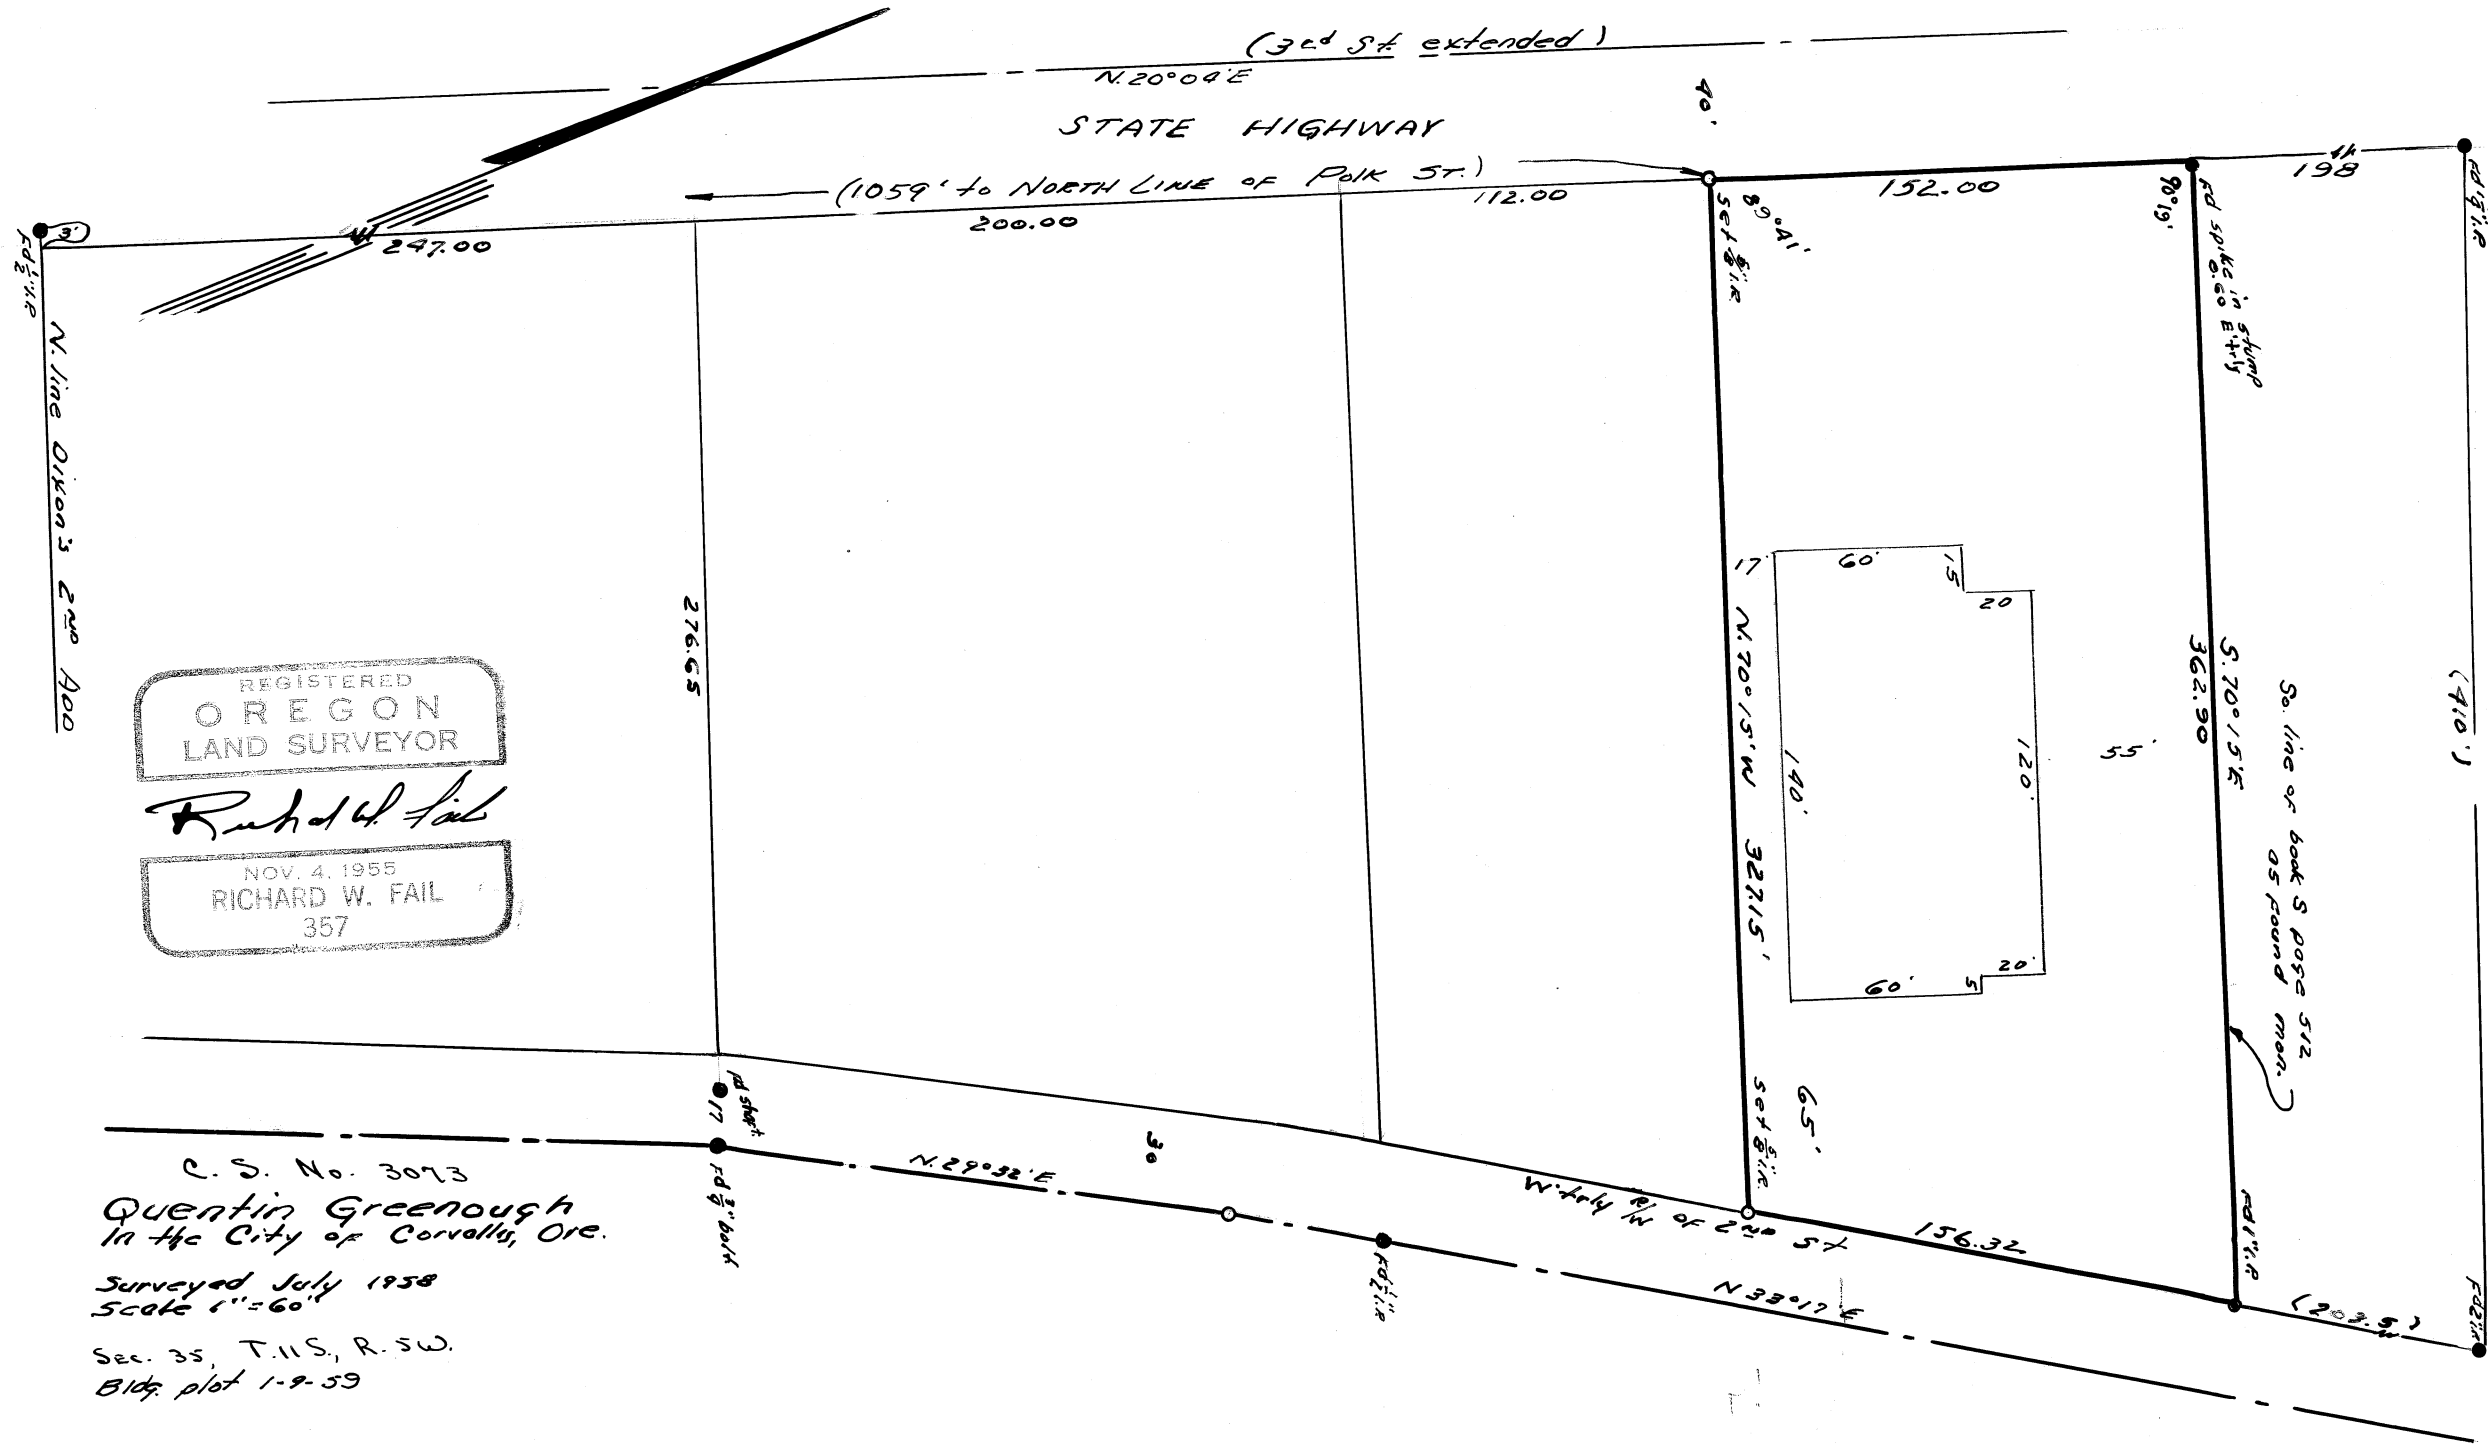 (3rd St. extended)
N.20°04'E
40'
STATE HIGHWAY
(1059' to NORTH LINE OF Polk ST.)
247.00
200.00
112.00
152.00
198
3'
Fd 1/2" I.P.
N. line Dixon's 2ND ADD
276.65
set 5/8" I.R.
89°41'
90°19'
Fd spike in stump
0.60 E'trly
Fd 1/2" I.R.
17'
60'
15
20
N.70°15'W 327.15'
140'
120'
55'
S.70°15'E
362.90
So. line of book S page 512
as found mon.
(410')
60'
5
20'
65'
set 5/8" I.R.
Fd 1" I.P.
Fd 2" I.P.
REGISTERED
OREGON
LAND SURVEYOR
Richard W. Fail
NOV. 4, 1955
RICHARD W. FAIL
357
Fd shaft.
17
Fd 3/4" bolt
N.29°32'E
30
Fd 1/2" I.P.
W'trly R/W OF 2ND ST
156.32
N 33°17' E
(203.5')
C. S. No. 3073
Quentin Greenough
In the City of Corvallis, Ore.
Surveyed July 1958
Scale 1"=60'
Sec. 35, T.11S., R.5W.
Bldg. plot 1-9-59